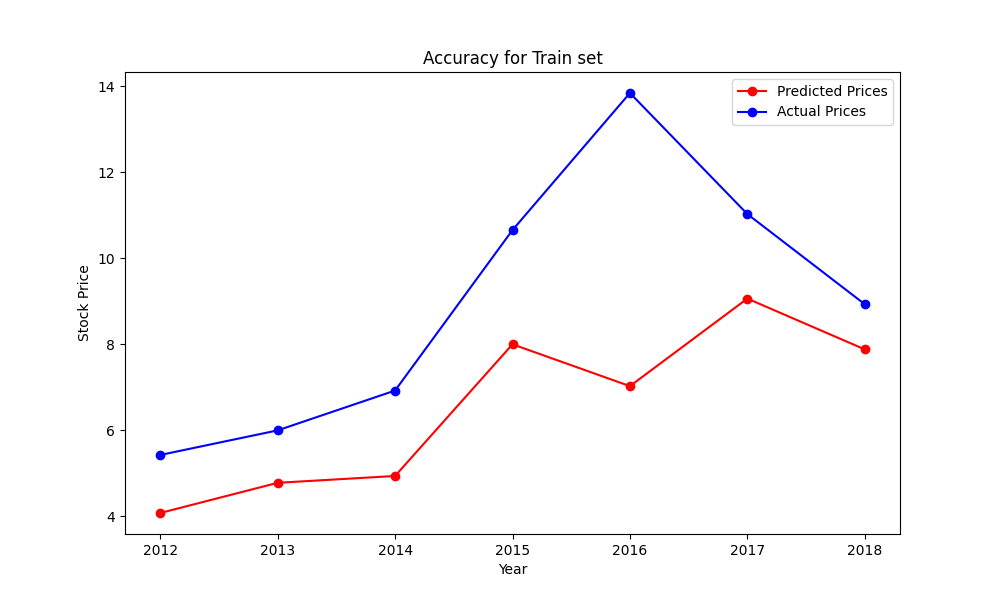 Accuracy for Train set
Predicted Prices
Actual Prices
14
12
10
8
6
4
Stock Price
2012 2013 2014 2015 2016 2017 2018
Year